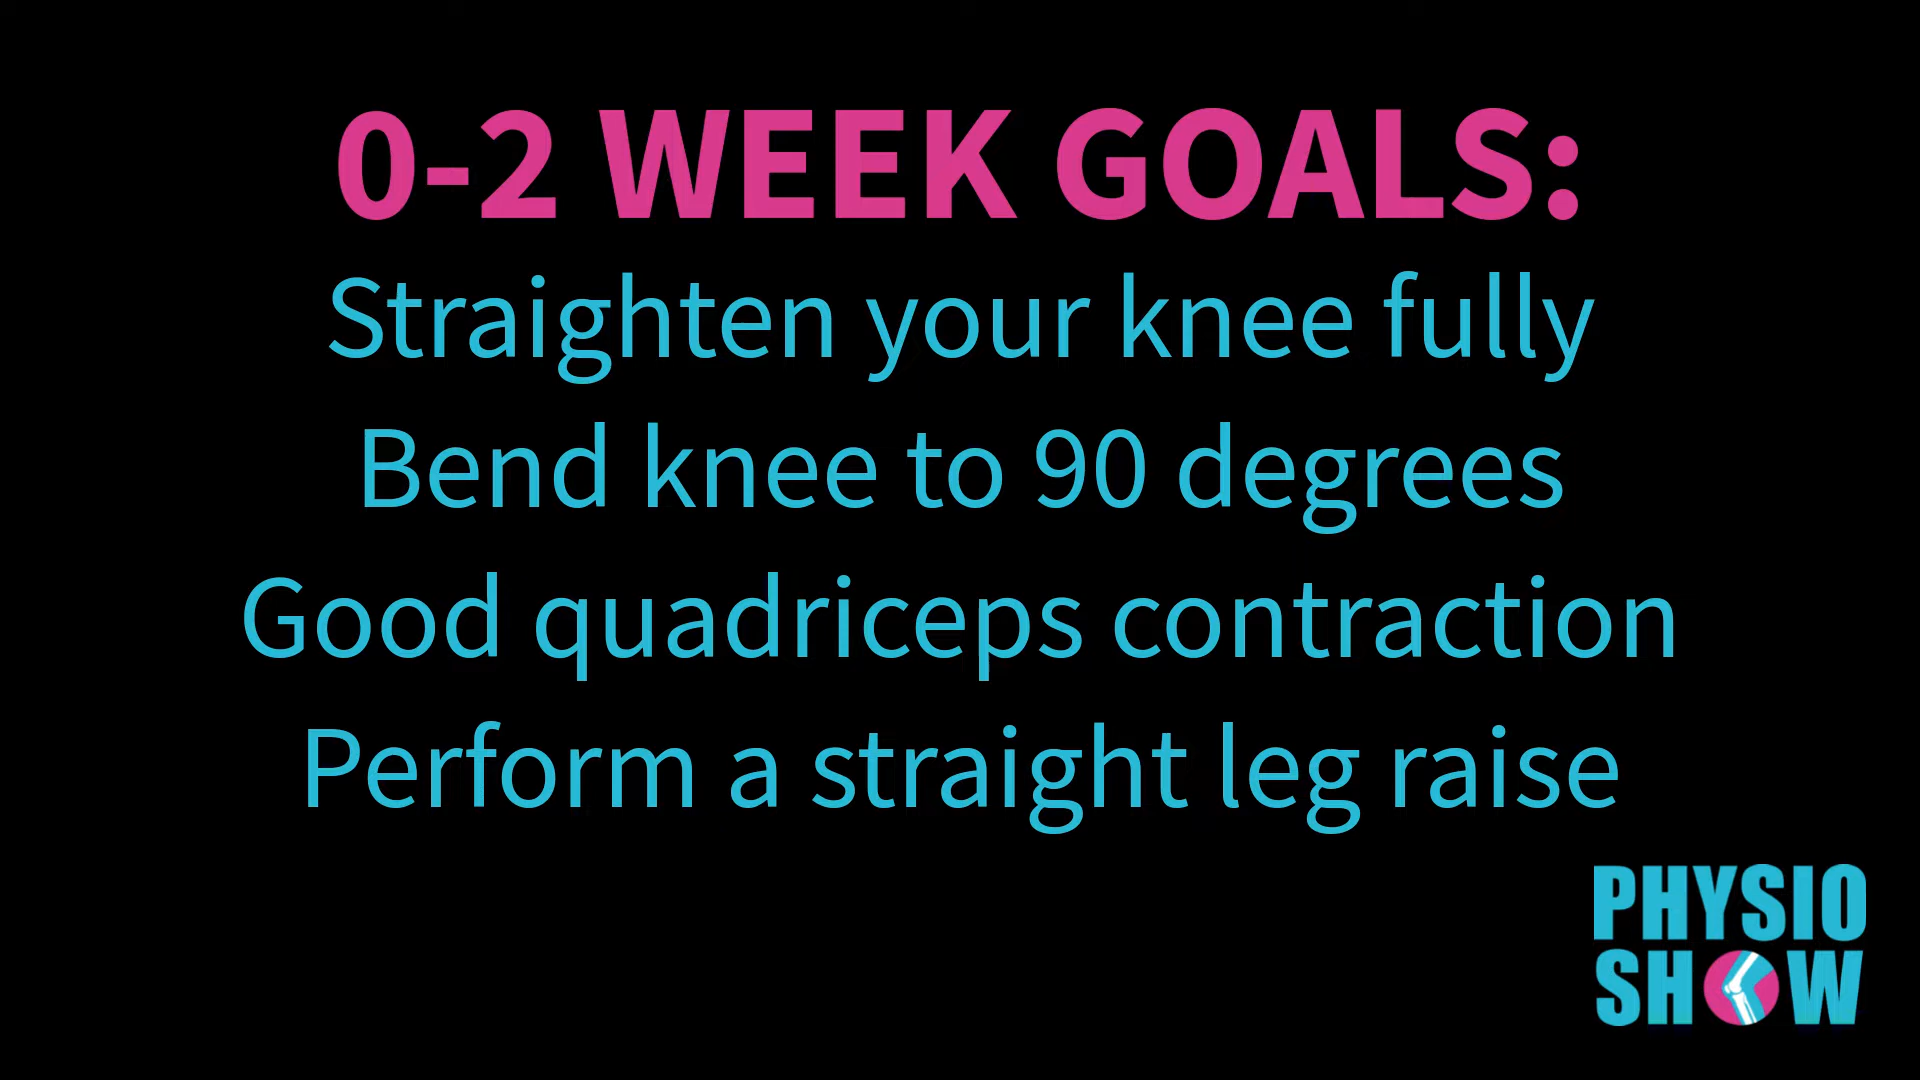 0-2 WEEK GOALS:
Straighten your knee fully
Bend knee to 90 degrees
Good quadriceps contraction
Perform a straight leg raise
PHYSIO
SHOW